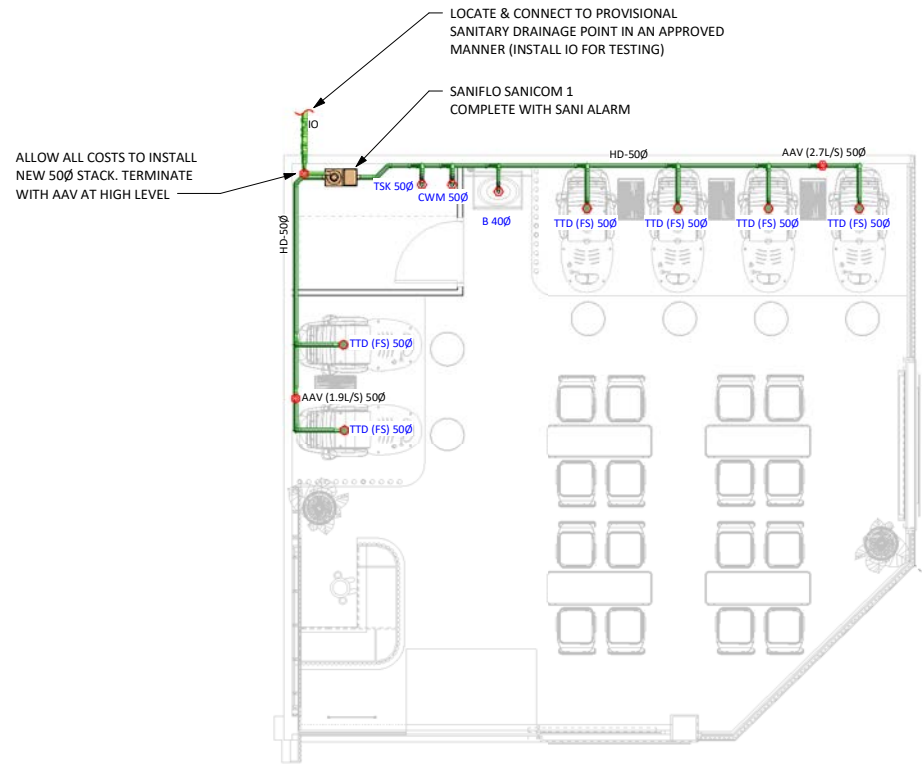 LOCATE & CONNECT TO PROVISIONAL
SANITARY DRAINAGE POINT IN AN APPROVED
MANNER (INSTALL IO FOR TESTING)
SANIFLO SANICOM 1
COMPLETE WITH SANI ALARM
IO
ALLOW ALL COSTS TO INSTALL
NEW 50Ø STACK. TERMINATE
WITH AAV AT HIGH LEVEL
HD-50Ø
AAV (2.7L/S) 50Ø
TSK 50Ø
CWM 50Ø
B 40Ø
TTD (FS) 50Ø
TTD (FS) 50Ø
TTD (FS) 50Ø
TTD (FS) 50Ø
HD-50Ø
TTD (FS) 50Ø
AAV (1.9L/S) 50Ø
TTD (FS) 50Ø